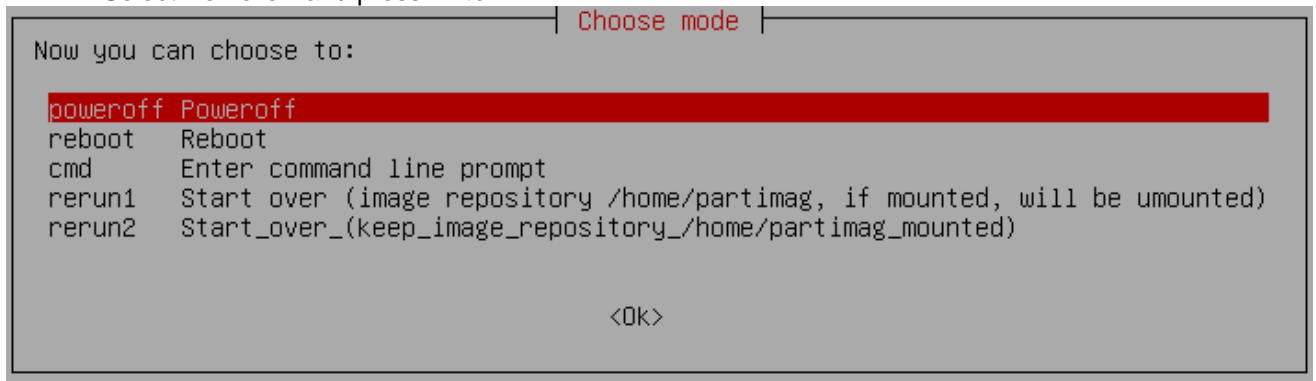 Choose mode
Now you can choose to:
poweroff Poweroff
reboot Reboot
cmd Enter command line prompt
rerun1 Start over (image repository /home/partimag, if mounted, will be umounted)
rerun2 Start_over_(keep_image_repository_/home/partimag_mounted)
<Ok>